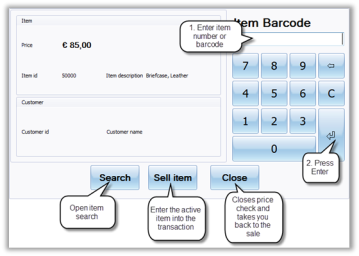 Item
Item Barcode
1. Enter item
number or
barcode
Price € 85,00
Item id 50000 Item description Briefcase, Leather
7 8 9
4 5 6 C
1 2 3
0
Customer
Customer id Customer name
2. Press
Enter
Search Sell item Close
Open item
search
Enter the active
item into the
transaction
Closes price
check and
takes you
back to the
sale